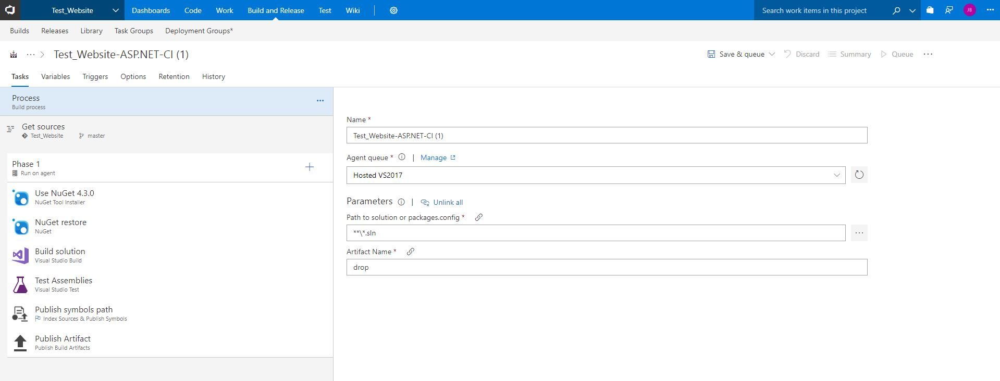 Test_Website Dashboards Code Work Build and Release Test Wiki Search work items in this project JB
Builds Releases Library Task Groups Deployment Groups*
... > Test_Website-ASP.NET-CI (1) Save & queue Discard Summary Queue ...
Tasks Variables Triggers Options Retention History
Process ...
Build process
Get sources
Test_Website master
Phase 1
Run on agent
Use NuGet 4.3.0
NuGet Tool Installer
NuGet restore
NuGet
Build solution
Visual Studio Build
Test Assemblies
Visual Studio Test
Publish symbols path
Index Sources & Publish Symbols
Publish Artifact
Publish Build Artifacts
Name *
Test_Website-ASP.NET-CI (1)
Agent queue * | Manage
Hosted VS2017
Parameters | Unlink all
Path to solution or packages.config *
**\*.sln ...
Artifact Name *
drop